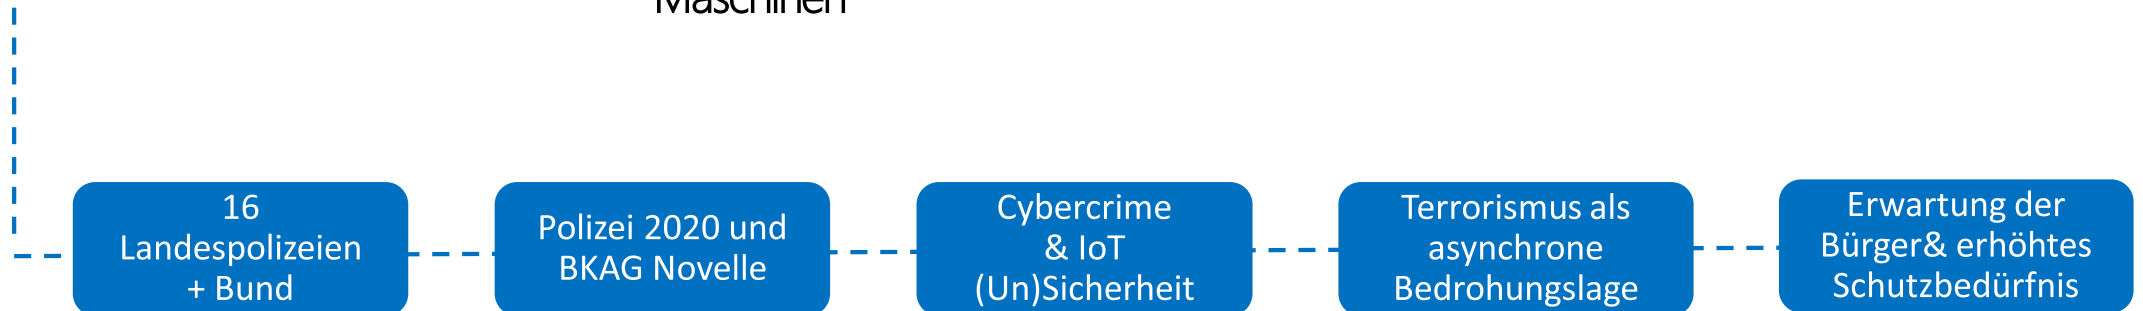 Maschinen
16
Landespolizeien
+ Bund
Polizei 2020 und
BKAG Novelle
Cybercrime
& IoT
(Un)Sicherheit
Terrorismus als
asynchrone
Bedrohungslage
Erwartung der
Bürger& erhöhtes
Schutzbedürfnis